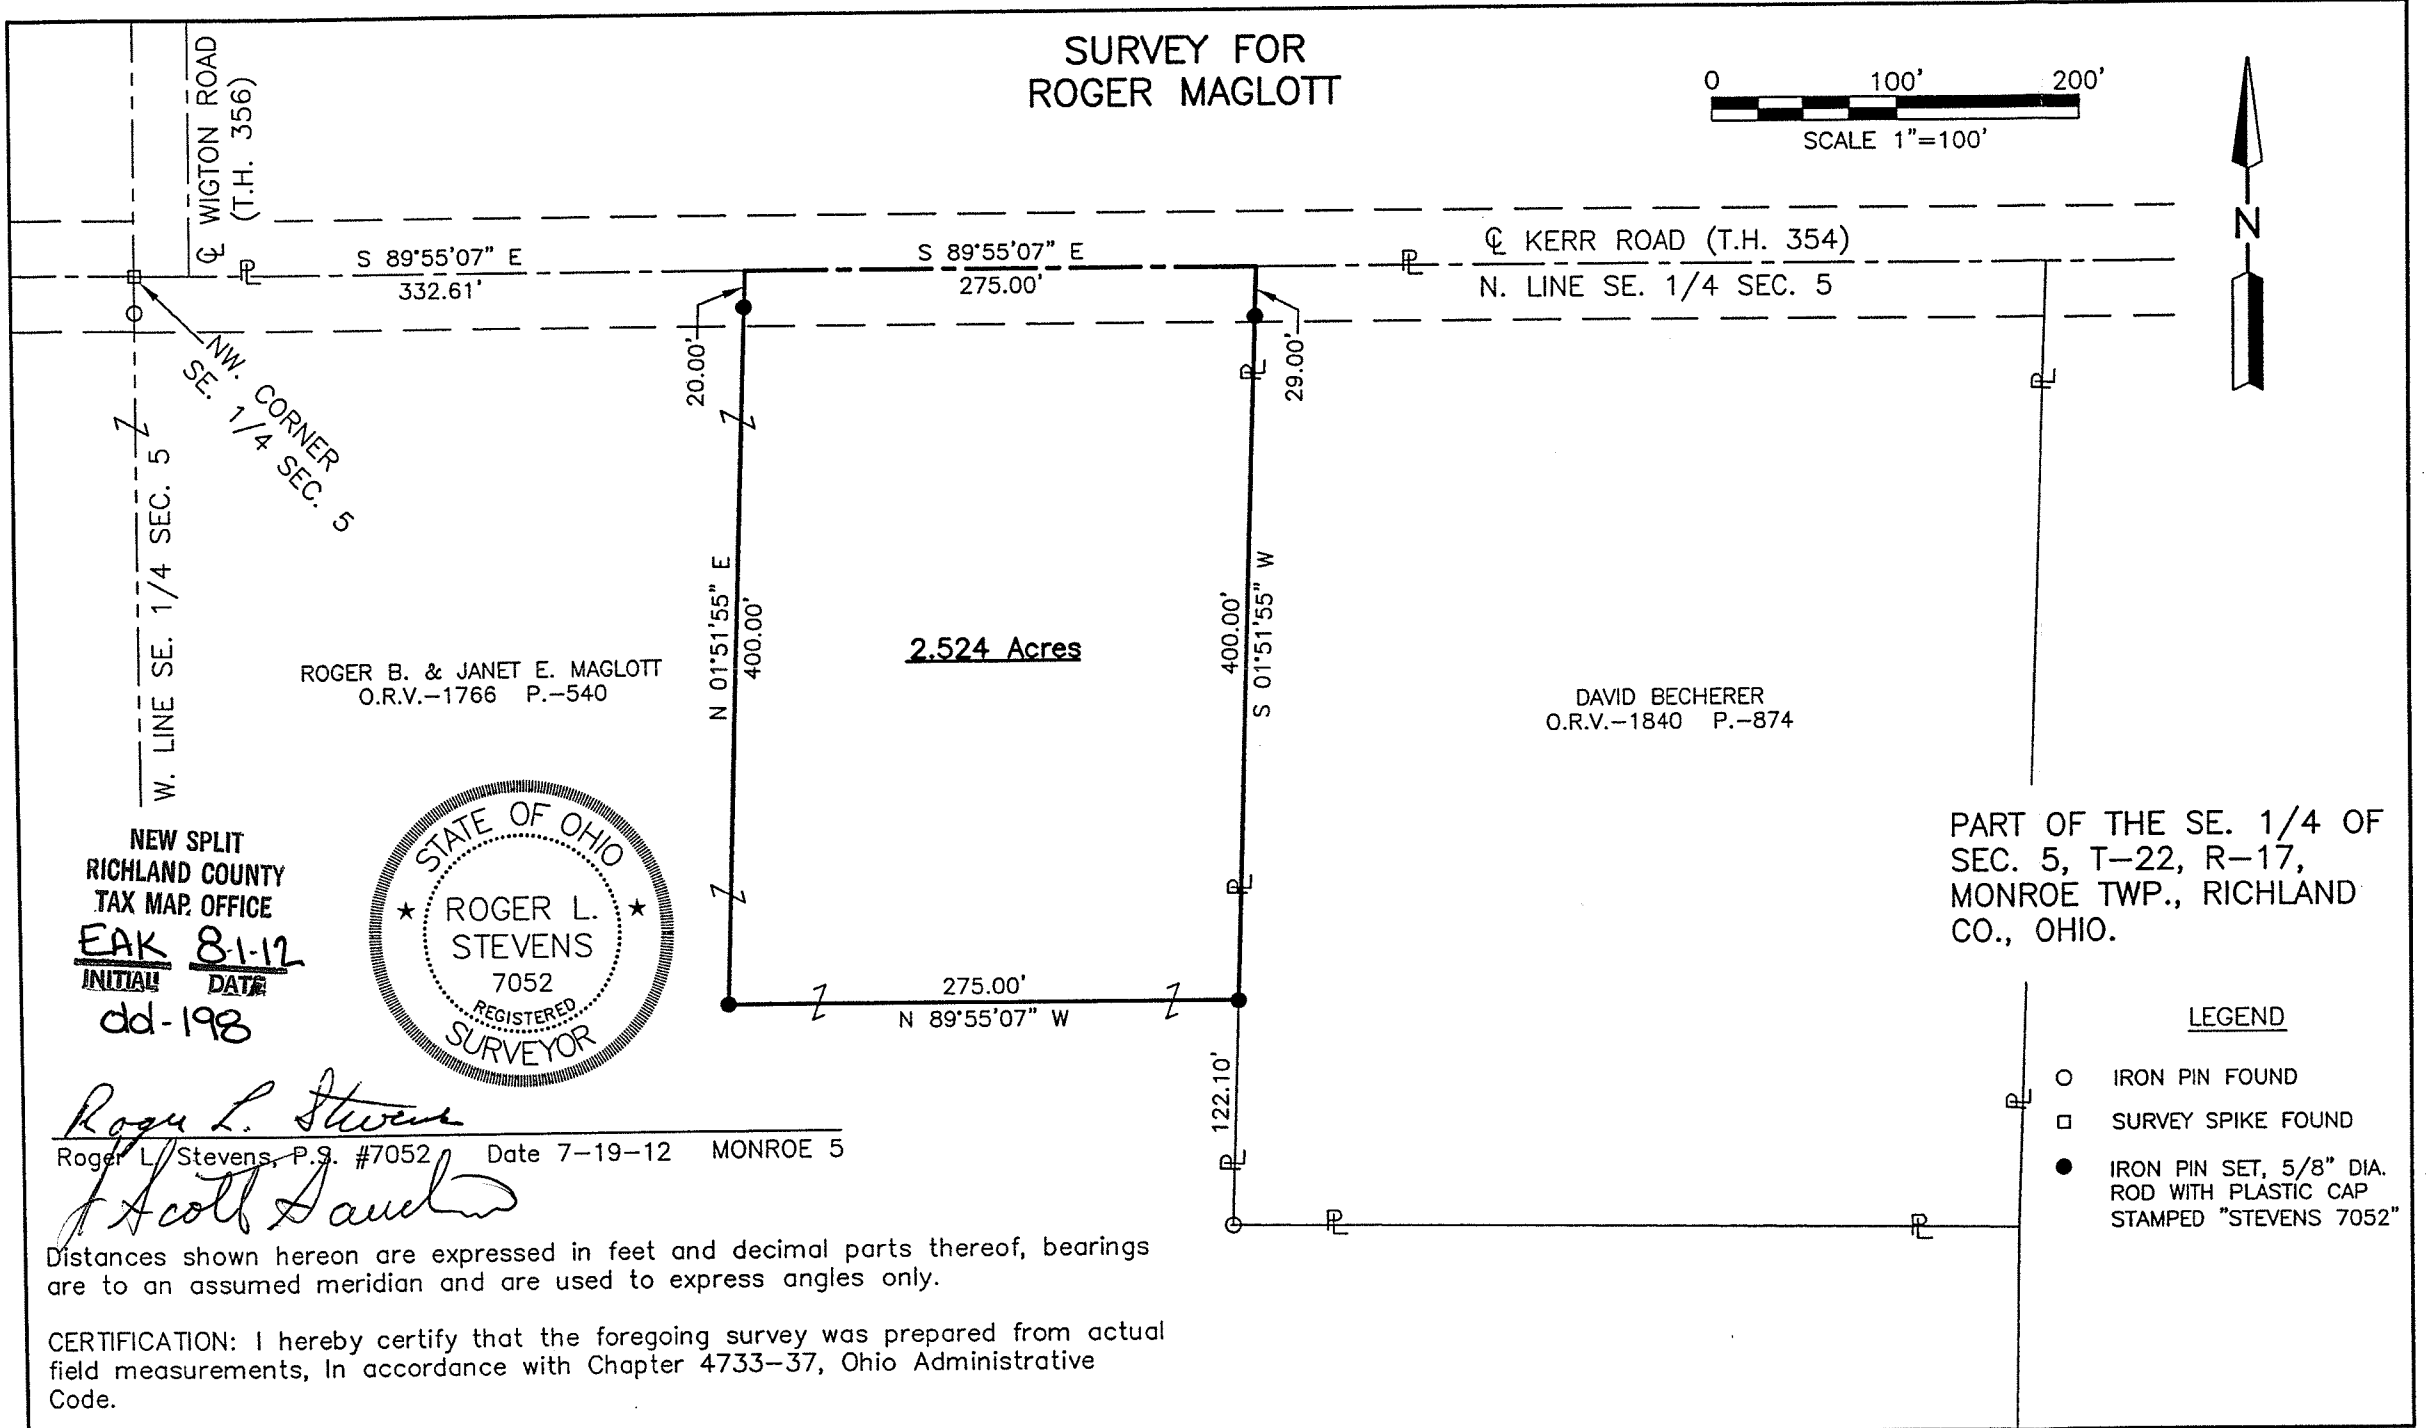 SURVEY FOR
ROGER MAGLOTT
0 100' 200'
SCALE 1"=100'
N
℄ WIGTON ROAD
(T.H. 356)
℄ KERR ROAD (T.H. 354)
N. LINE SE. 1/4 SEC. 5
S 89°55'07" E
332.61'
S 89°55'07" E
275.00'
20.00'
29.00'
NW. CORNER
SE. 1/4 SEC. 5
W. LINE SE. 1/4 SEC. 5
N 01°51'55" E
400.00'
2.524 Acres
400.00'
S 01°51'55" W
ROGER B. & JANET E. MAGLOTT
O.R.V.-1766 P.-540
DAVID BECHERER
O.R.V.-1840 P.-874
275.00'
N 89°55'07" W
122.10'
PART OF THE SE. 1/4 OF
SEC. 5, T-22, R-17,
MONROE TWP., RICHLAND
CO., OHIO.
NEW SPLIT
RICHLAND COUNTY
TAX MAP OFFICE
EAK 8-1-12
INITIAL DATE
dd-198
STATE OF OHIO
ROGER L.
STEVENS
7052
REGISTERED
SURVEYOR
LEGEND
IRON PIN FOUND
SURVEY SPIKE FOUND
IRON PIN SET, 5/8" DIA.
ROD WITH PLASTIC CAP
STAMPED "STEVENS 7052"
Roger L. Stevens
Roger L. Stevens, P.S. #7052 Date 7-19-12 MONROE 5
Scott
Distances shown hereon are expressed in feet and decimal parts thereof, bearings
are to an assumed meridian and are used to express angles only.
CERTIFICATION: I hereby certify that the foregoing survey was prepared from actual
field measurements, In accordance with Chapter 4733-37, Ohio Administrative
Code.